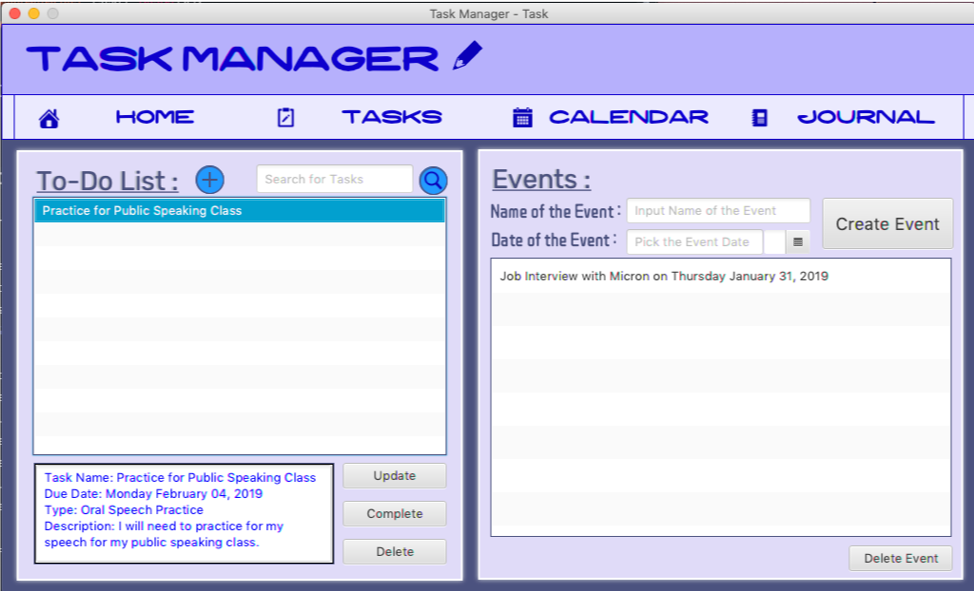 Task Manager - Task
TASK MANAGER
HOME
TASKS
CALENDAR
JOURNAL
To-Do List :
Search for Tasks
Practice for Public Speaking Class
Task Name: Practice for Public Speaking Class
Due Date: Monday February 04, 2019
Type: Oral Speech Practice
Description: I will need to practice for my
speech for my public speaking class.
Update
Complete
Delete
Events :
Name of the Event : Input Name of the Event
Date of the Event : Pick the Event Date
Create Event
Job Interview with Micron on Thursday January 31, 2019
Delete Event